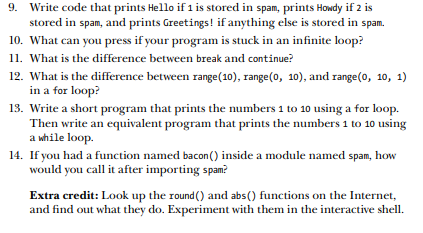 9. Write code that prints Hello if 1 is stored in spam, prints Howdy if 2 is
stored in spam, and prints Greetings! if anything else is stored in spam.
10. What can you press if your program is stuck in an infinite loop?
11. What is the difference between break and continue?
12. What is the difference between range(10), range(0, 10), and range(0, 10, 1)
in a for loop?
13. Write a short program that prints the numbers 1 to 10 using a for loop.
Then write an equivalent program that prints the numbers 1 to 10 using
a while loop.
14. If you had a function named bacon() inside a module named spam, how
would you call it after importing spam?
Extra credit: Look up the round() and abs() functions on the Internet,
and find out what they do. Experiment with them in the interactive shell.